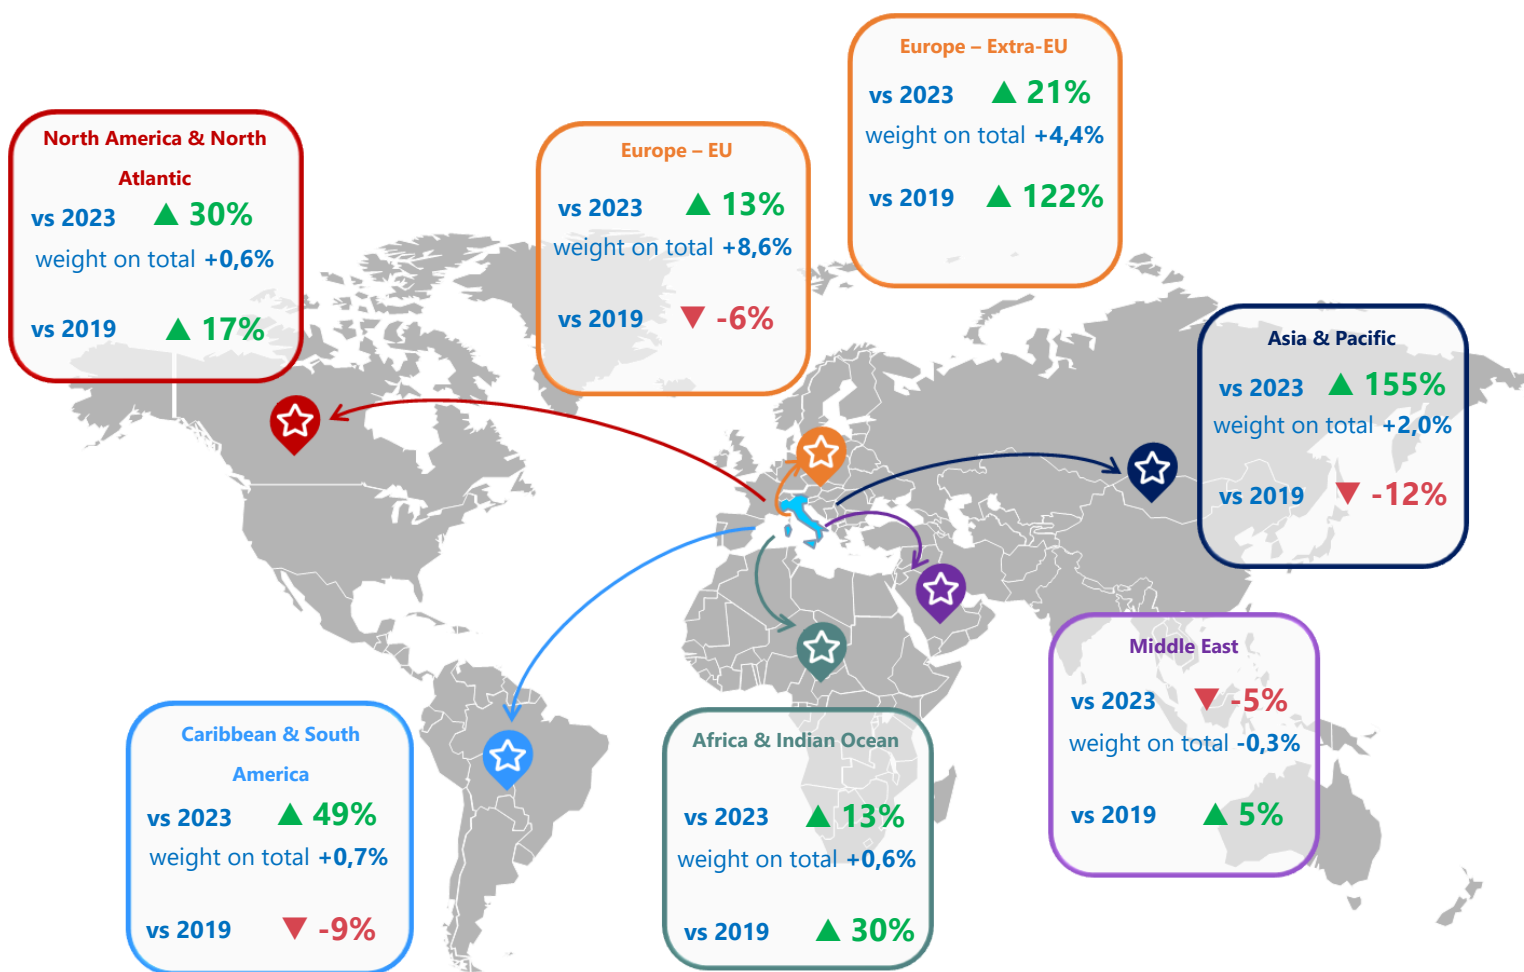 Europe – Extra-EU
vs 2023 ▲ 21%
weight on total +4,4%
vs 2019 ▲ 122%
North America & North
Atlantic
vs 2023 ▲ 30%
weight on total +0,6%
vs 2019 ▲ 17%
Europe – EU
vs 2023 ▲ 13%
weight on total +8,6%
vs 2019 ▼ -6%
Asia & Pacific
vs 2023 ▲ 155%
weight on total +2,0%
vs 2019 ▼ -12%
Middle East
vs 2023 ▼ -5%
weight on total -0,3%
vs 2019 ▲ 5%
Caribbean & South
America
vs 2023 ▲ 49%
weight on total +0,7%
vs 2019 ▼ -9%
Africa & Indian Ocean
vs 2023 ▲ 13%
weight on total +0,6%
vs 2019 ▲ 30%